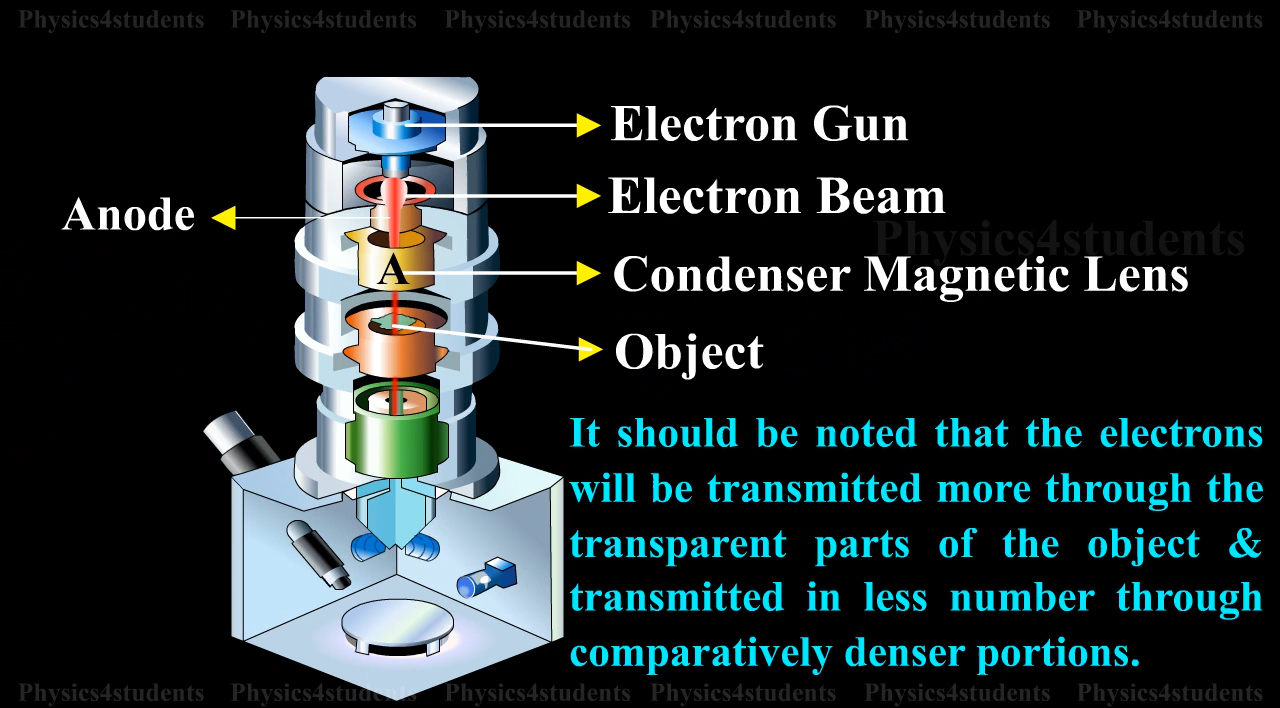 Physics4students Physics4students Physics4students Physics4students Physics4students Physics4students
Electron Gun
Electron Beam
Anode
Physics4students
A
Condenser Magnetic Lens
Object
It should be noted that the electrons
will be transmitted more through the
transparent parts of the object &
transmitted in less number through
comparatively denser portions.
Physics4students Physics4students Physics4students Physics4students Physics4students Physics4students